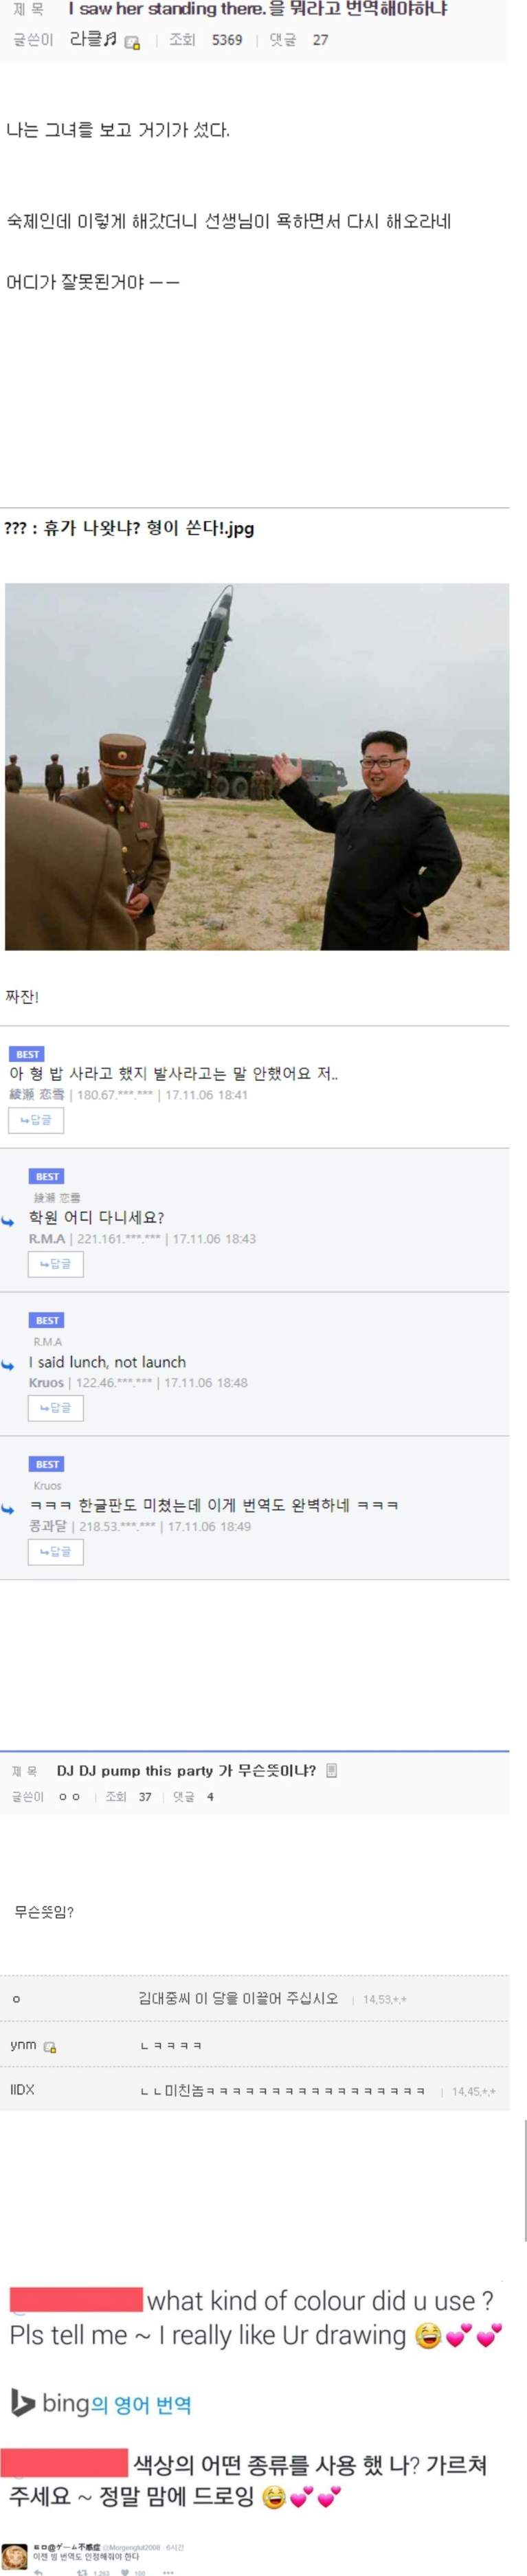 제 목 I saw her standing there.을 뭐라고 번역해야하냐
글쓴이 라클♬ | 조회 5369 | 댓글 27
나는 그녀를 보고 거기가 섰다.
숙제인데 이렇게 해갔더니 선생님이 욕하면서 다시 해오라네
어디가 잘못된거야 ㅡㅡ
??? : 휴가 나왓냐? 형이 쏜다!.jpg
짜잔!
BEST
아 형 밥 사라고 했지 발사라고는 말 안했어요 저..
綾瀬 恋雪 | 180.67.***.*** | 17.11.06 18:41
↪답글
BEST
綾瀬 恋雪
학원 어디 다니세요?
R.M.A | 221.161.***.*** | 17.11.06 18:43
↪답글
BEST
R.M.A
I said lunch, not launch
Kruos | 122.46.***.*** | 17.11.06 18:48
↪답글
BEST
Kruos
ㅋㅋㅋ 한글판도 미쳤는데 이게 번역도 완벽하네 ㅋㅋㅋ
콩과달 | 218.53.***.*** | 17.11.06 18:49
↪답글
제 목 DJ DJ pump this party 가 무슨뜻이냐?
글쓴이 ㅇㅇ | 조회 37 | 댓글 4
무슨뜻임?
ㅇ 김대중씨 이 당을 이끌어 주십시오 | 14,53,*,*
ynm ㄴㅋㅋㅋㅋ
IIDX ㄴㄴ미친놈ㅋㅋㅋㅋㅋㅋㅋㅋㅋㅋㅋㅋㅋㅋㅋㅋㅋ | 14,45,*,*
what kind of colour did u use ?
Pls tell me ~ I really like Ur drawing 😂💕💕
bing의 영어 번역
색상의 어떤 종류를 사용 했 나? 가르쳐
주세요 ~ 정말 맘에 드로잉 😂💕💕
ㅌㅁ@ゲーム不感症 @Morgenglut2008 · 6시간
이젠 빙 번역도 인정해줘야 한다
1,263 100